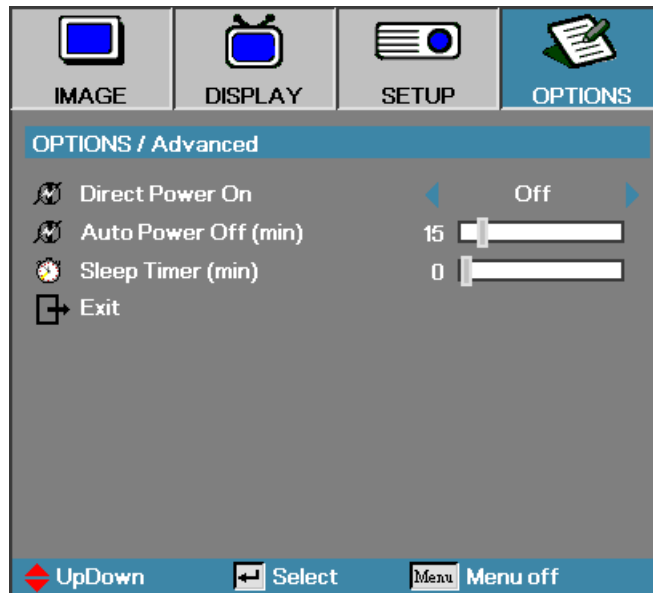 IMAGE DISPLAY SETUP OPTIONS
OPTIONS / Advanced
Direct Power On Off
Auto Power Off (min) 15
Sleep Timer (min) 0
Exit
UpDown Select Menu Menu off